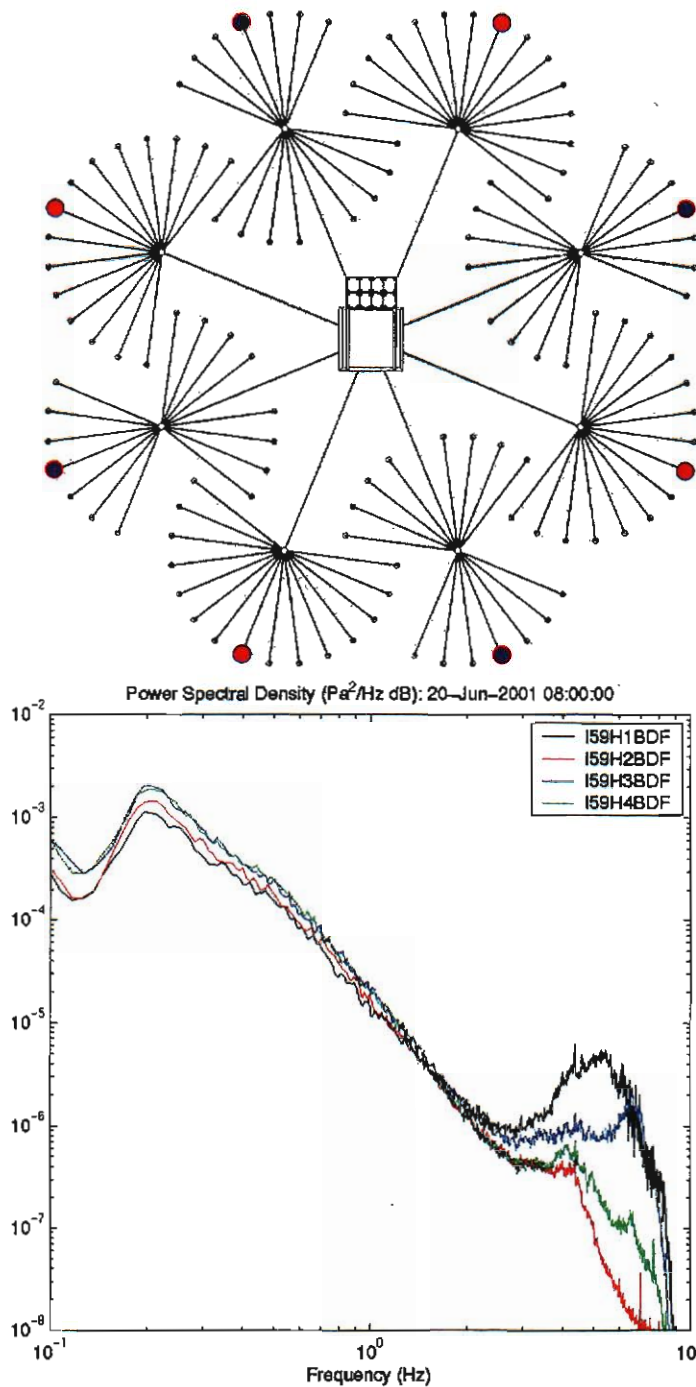 Power Spectral Density (Pa²/Hz dB): 20–Jun–2001 08:00:00
I59H1BDF
I59H2BDF
I59H3BDF
I59H4BDF
10⁻²
10⁻³
10⁻⁴
10⁻⁵
10⁻⁶
10⁻⁷
10⁻⁸
10⁻¹
10⁰
10
Frequency (Hz)